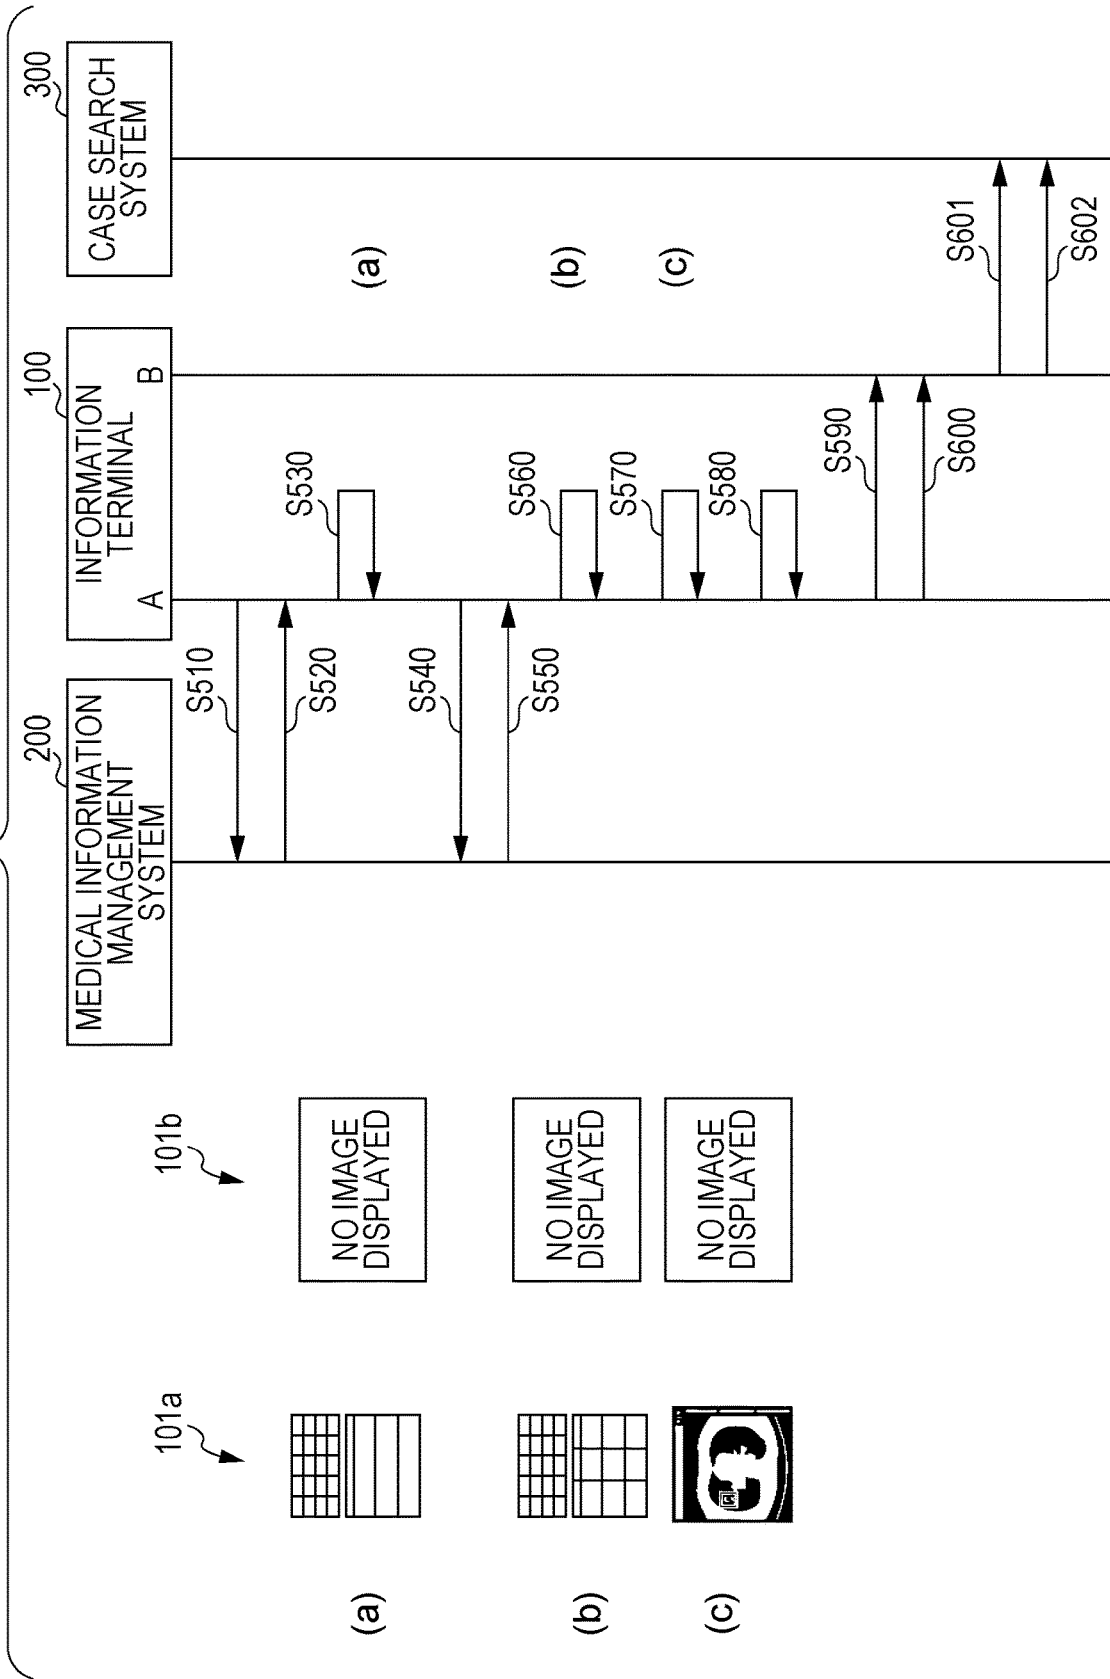 101a
101b
200
MEDICAL INFORMATION
MANAGEMENT
SYSTEM
100
INFORMATION
TERMINAL
A
B
300
CASE SEARCH
SYSTEM
S510
S520
(a)
NO IMAGE
DISPLAYED
S530
(a)
S540
S550
(b)
NO IMAGE
DISPLAYED
S560
(b)
(c)
NO IMAGE
DISPLAYED
S570
(c)
S580
S590
S600
S601
S602